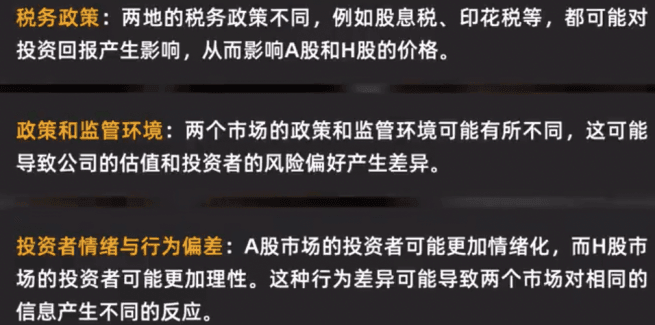 税务政策：两地的税务政策不同，例如股息税、印花税等，都可能对
投资回报产生影响，从而影响A股和H股的价格。
政策和监管环境：两个市场的政策和监管环境可能有所不同，这可能
导致公司的估值和投资者的风险偏好产生差异。
投资者情绪与行为偏差：A股市场的投资者可能更加情绪化，而H股市
场的投资者可能更加理性。这种行为差异可能导致两个市场对相同的
信息产生不同的反应。